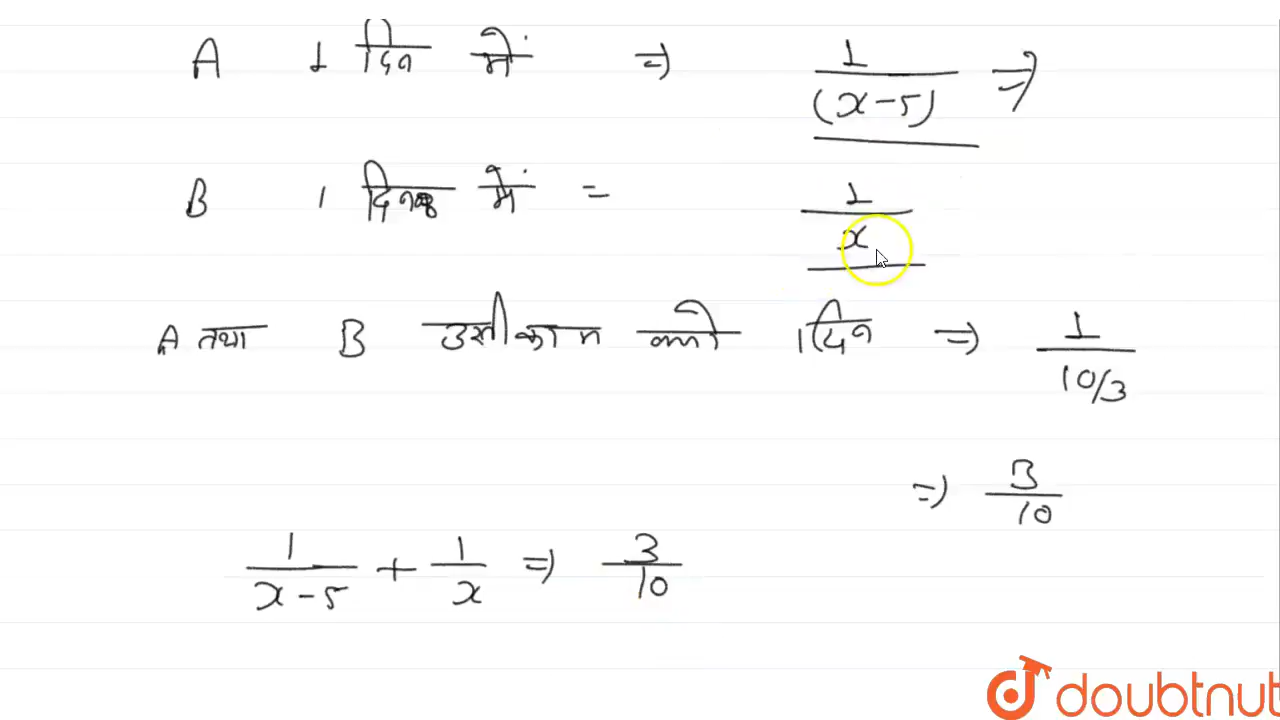 A 1 दिन में ⇒ 1/(x-5) ⇒
B 1 दिन में = 1/x
A तथा B उसी काम को 1 दिन ⇒ 1/10/3
⇒ 3/10
1/x-5 + 1/x ⇒ 3/10
doubtnut